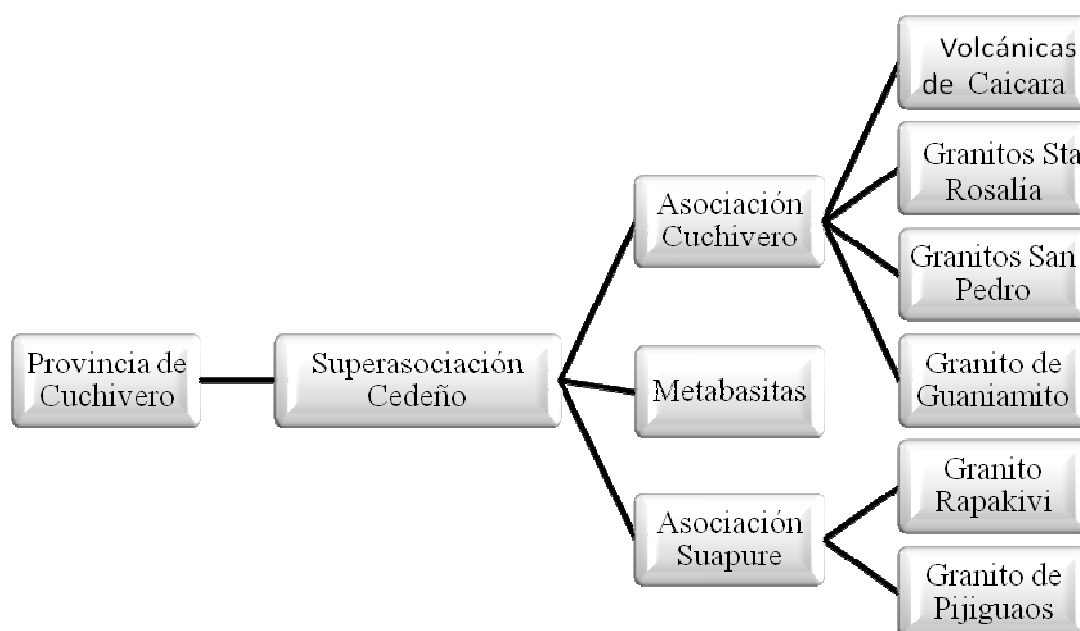 Provincia de
Cuchivero
Superasociación
Cedeño
Asociación
Cuchivero
Metabasitas
Asociación
Suapure
Volcánicas
de Caicara
Granitos Sta
Rosalía
Granitos San
Pedro
Granito de
Guaniamito
Granito
Rapakivi
Granito de
Pijiguaos